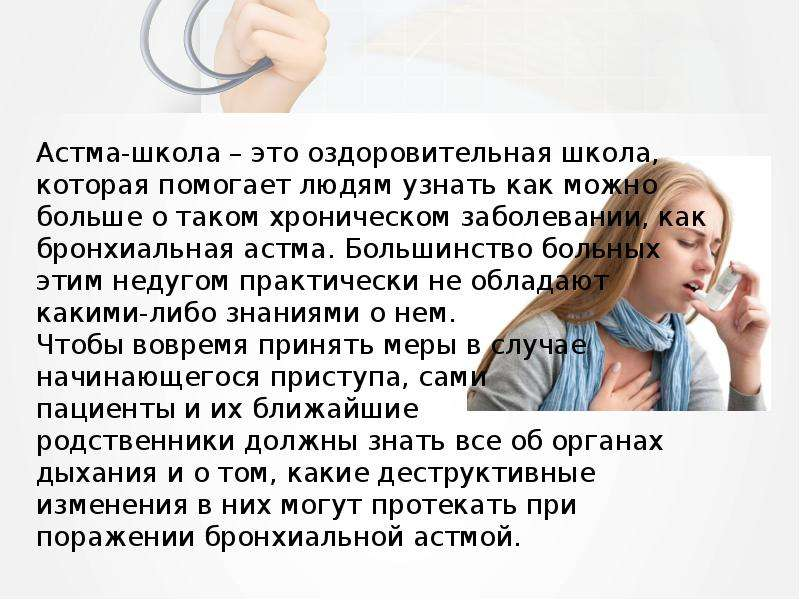 Астма-школа – это оздоровительная школа,
которая помогает людям узнать как можно
больше о таком хроническом заболевании, как
бронхиальная астма. Большинство больных
этим недугом практически не обладают
какими-либо знаниями о нем.
Чтобы вовремя принять меры в случае
начинающегося приступа, сами
пациенты и их ближайшие
родственники должны знать все об органах
дыхания и о том, какие деструктивные
изменения в них могут протекать при
поражении бронхиальной астмой.